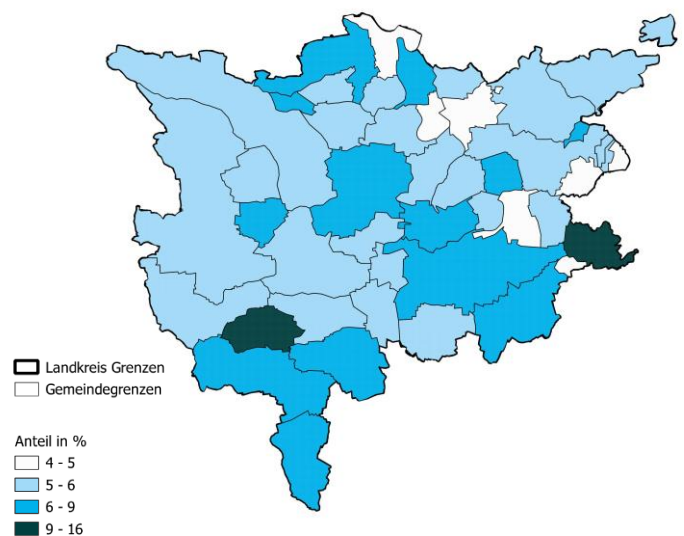 Landkreis Grenzen
Gemeindegrenzen
Anteil in %
4 - 5
5 - 6
6 - 9
9 - 16